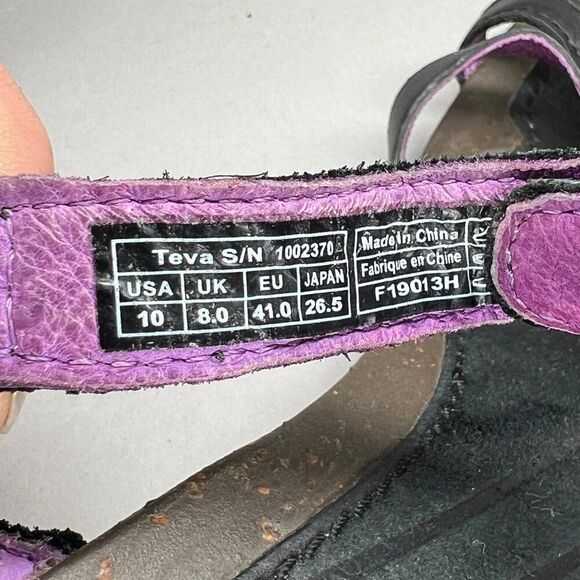 Teva S/N 1002370
USA UK EU JAPAN
10 8.0 41.0 26.5
Made In China
Fabrique en Chine
F19013H